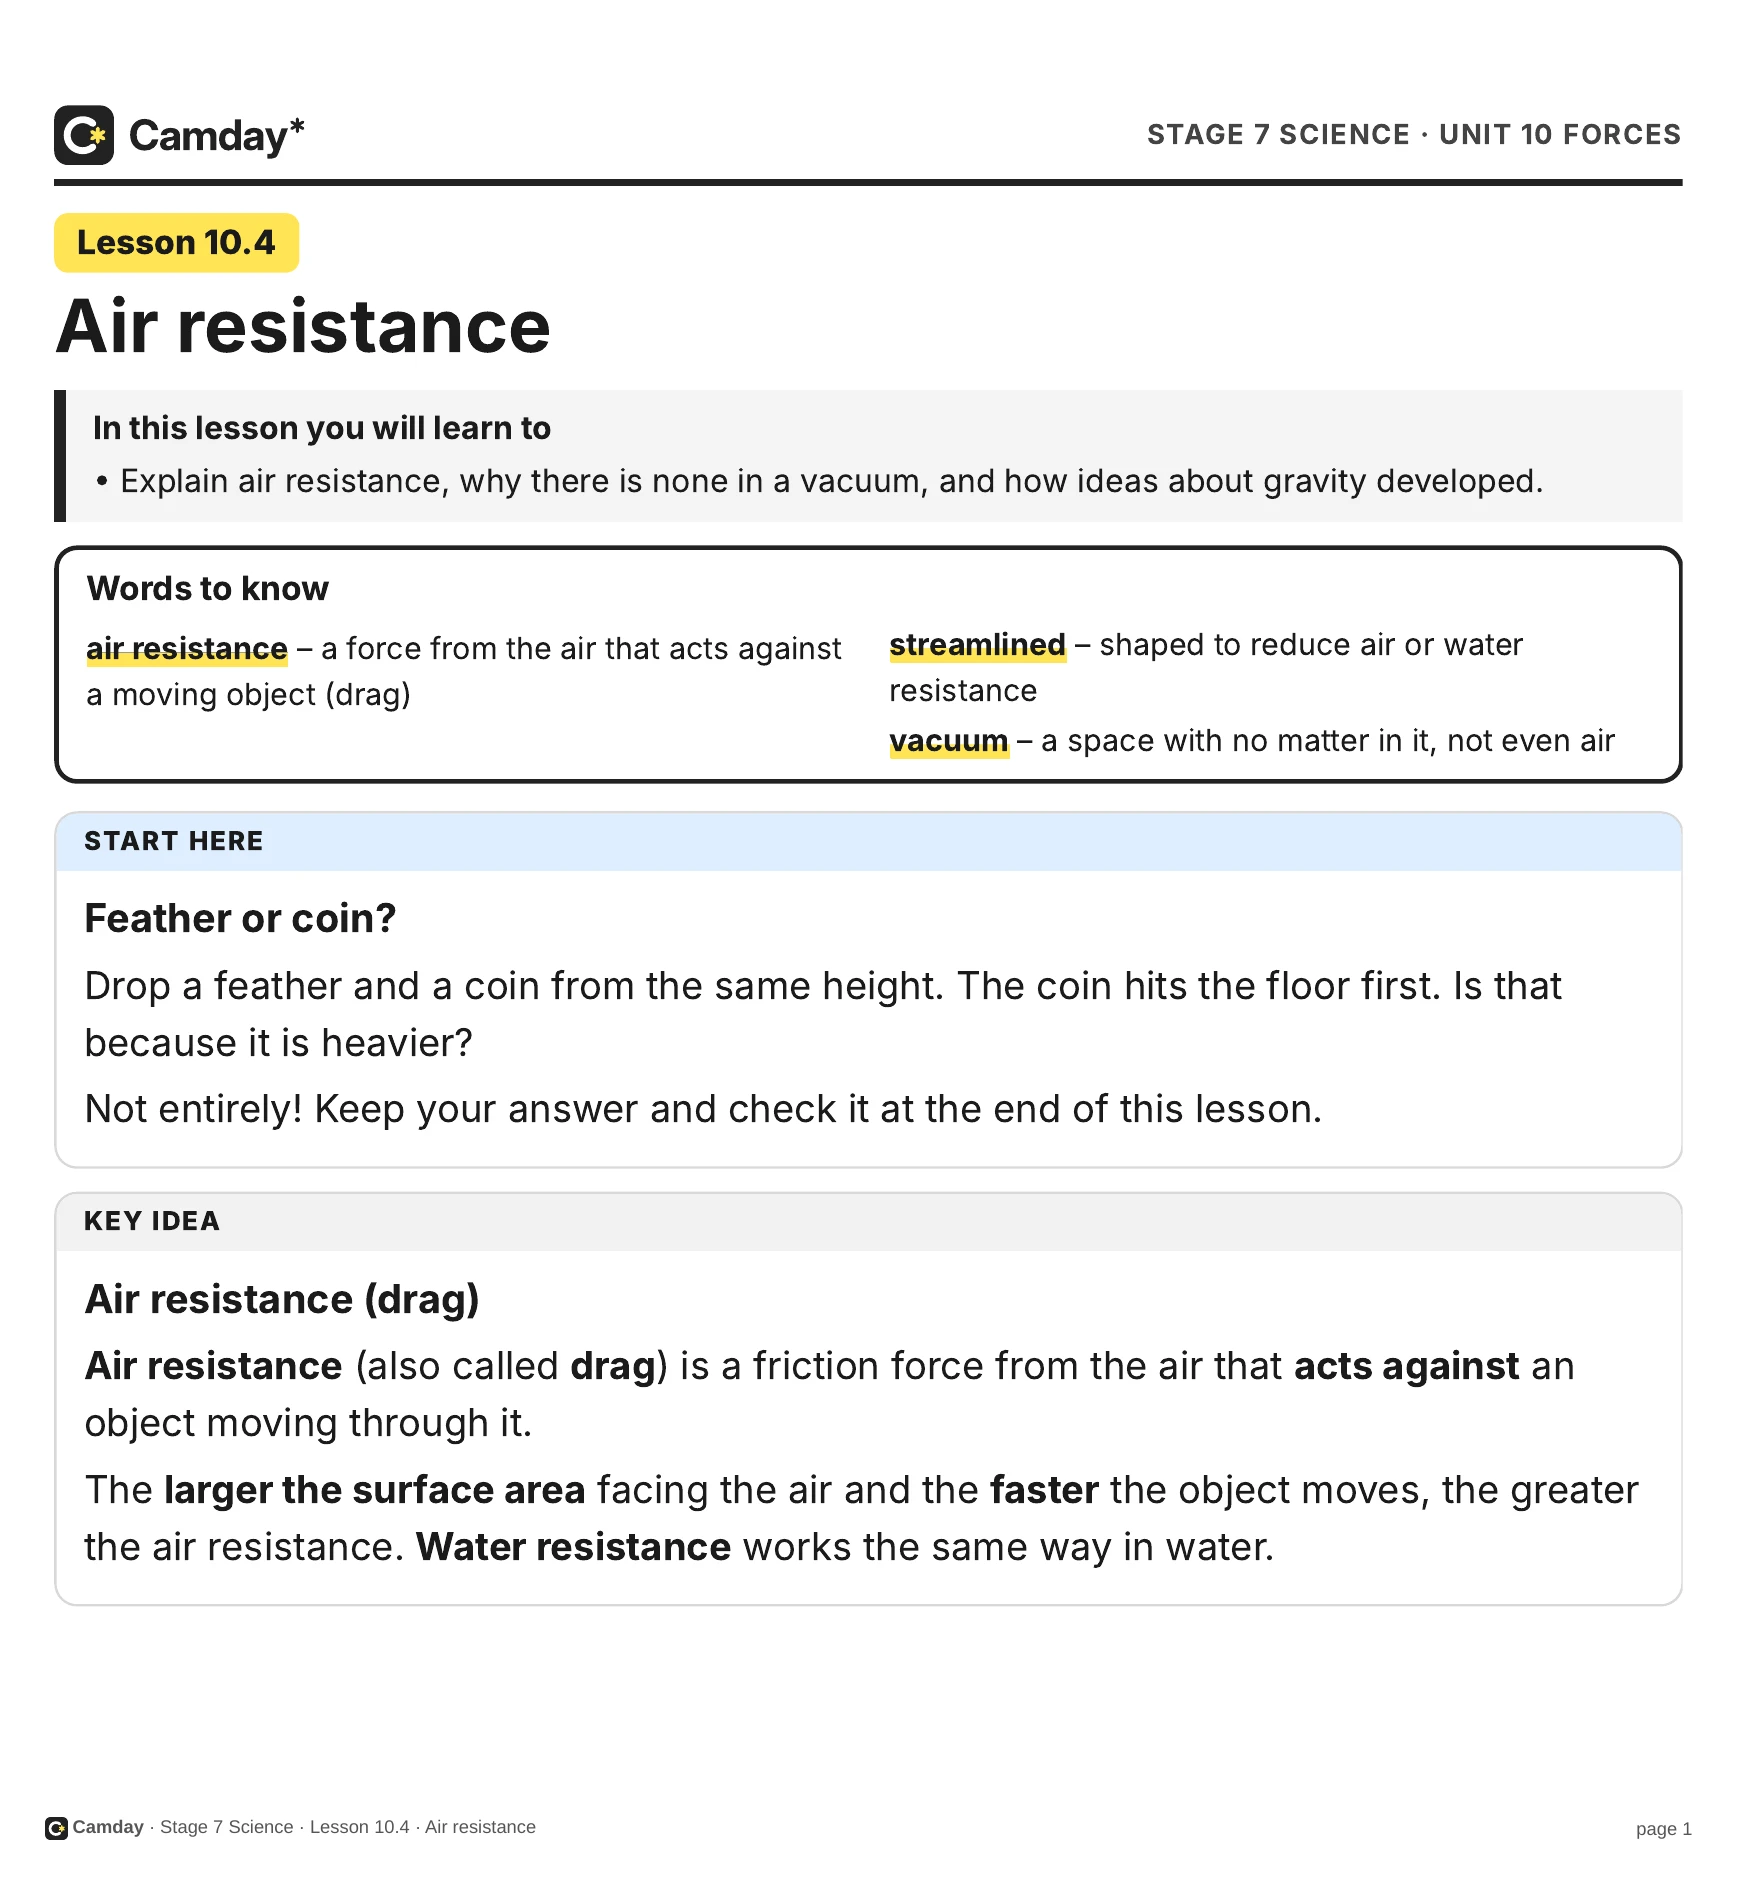 Camday*
STAGE 7 SCIENCE · UNIT 10 FORCES
Lesson 10.4
Air resistance
In this lesson you will learn to
• Explain air resistance, why there is none in a vacuum, and how ideas about gravity developed.
Words to know
air resistance – a force from the air that acts against
a moving object (drag)
streamlined – shaped to reduce air or water
resistance
vacuum – a space with no matter in it, not even air
START HERE
Feather or coin?
Drop a feather and a coin from the same height. The coin hits the floor first. Is that
because it is heavier?
Not entirely! Keep your answer and check it at the end of this lesson.
KEY IDEA
Air resistance (drag)
Air resistance (also called drag) is a friction force from the air that acts against an
object moving through it.
The larger the surface area facing the air and the faster the object moves, the greater
the air resistance. Water resistance works the same way in water.
Camday · Stage 7 Science · Lesson 10.4 · Air resistance
page 1